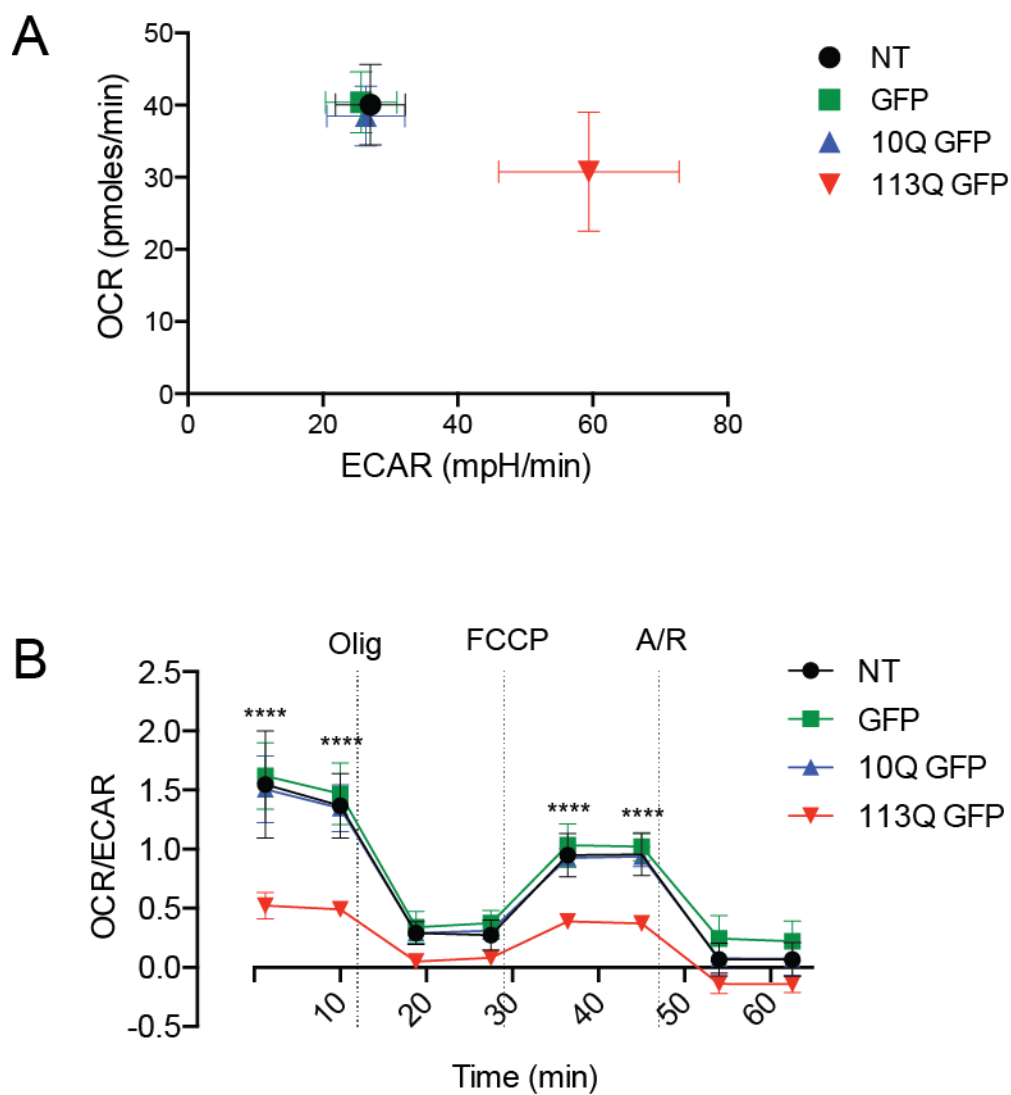 A
OCR (pmoles/min)
50
40
30
20
10
0
0 20 40 60 80
ECAR (mpH/min)
NT
GFP
10Q GFP
113Q GFP
B
Olig FCCP A/R
OCR/ECAR
2.5
2.0
1.5
1.0
0.5
0.0
-0.5
**** **** **** ****
10 20 30 40 50 60
Time (min)
NT
GFP
10Q GFP
113Q GFP